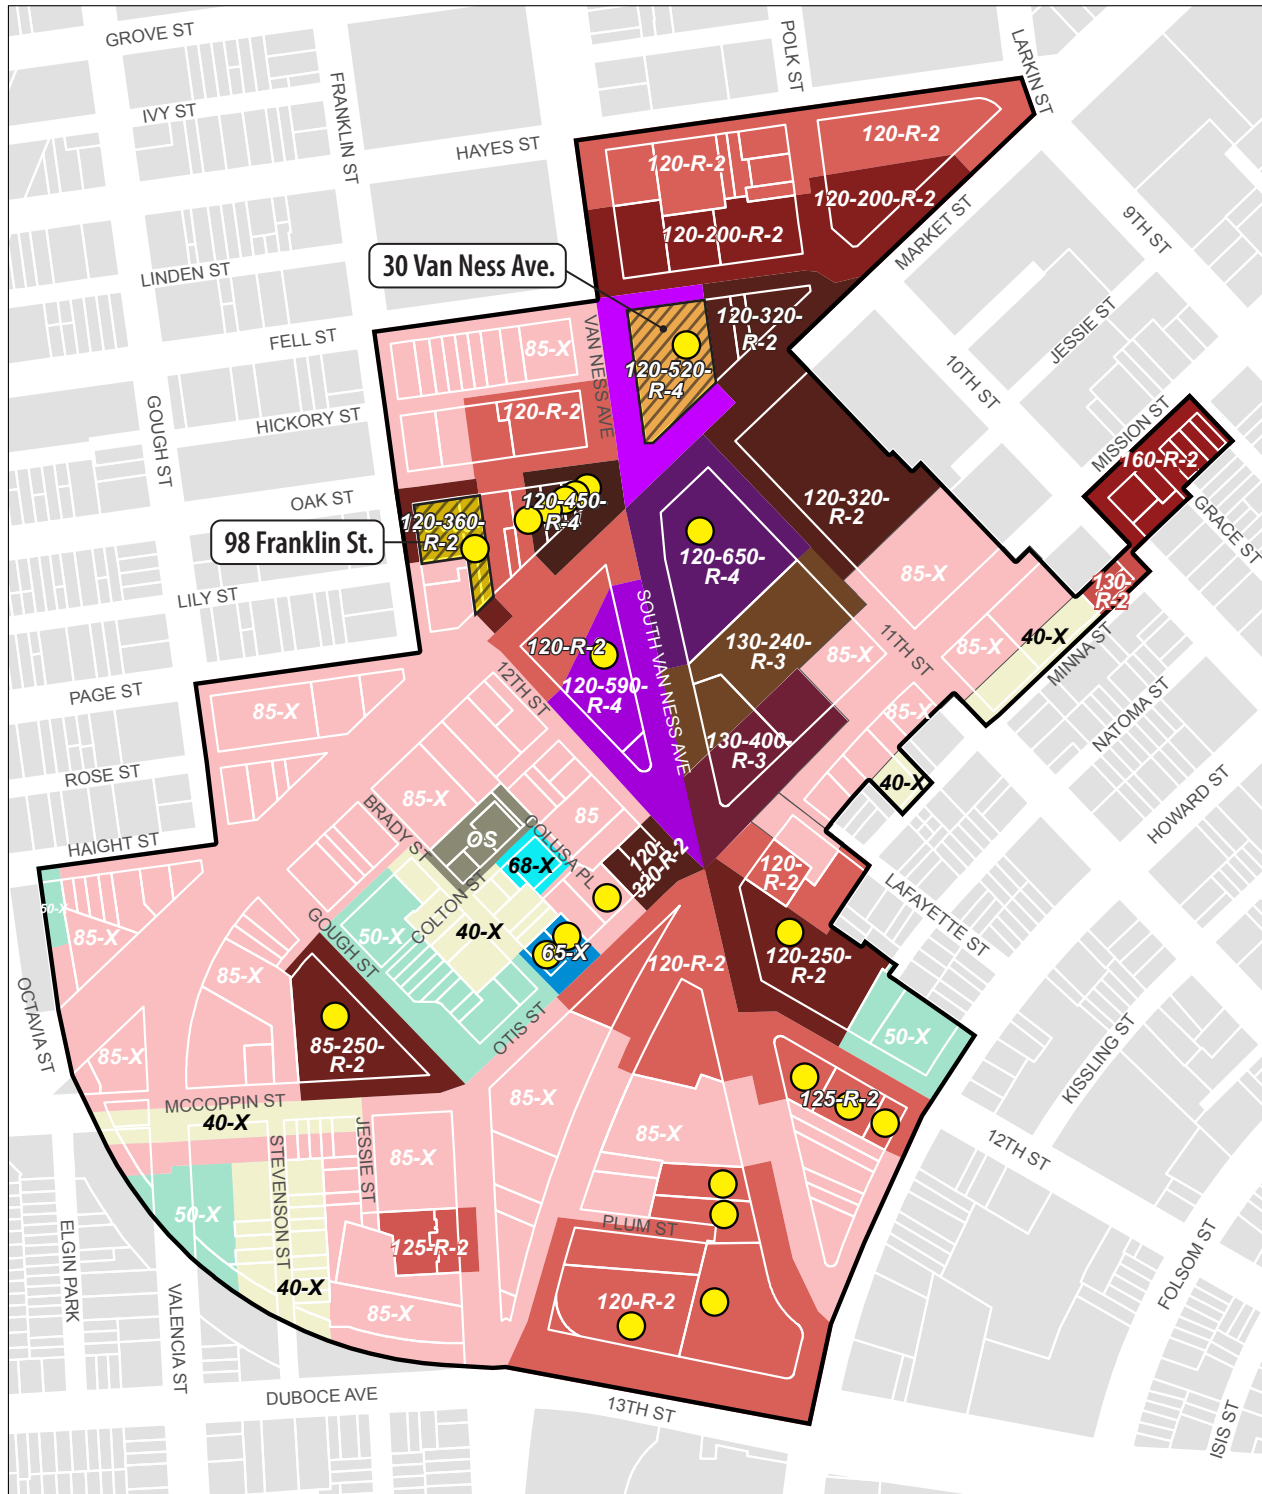 GROVE ST
POLK ST
LARKIN ST
IVY ST
FRANKLIN ST
HAYES ST
120-R-2
120-R-2
120-200-R-2
120-200-R-2
9TH ST
MARKET ST
30 Van Ness Ave.
LINDEN ST
FELL ST
VAN NESS AVE
120-320-
R-2
JESSIE ST
85-X
120-520-
R-4
10TH ST
GOUGH ST
HICKORY ST
120-R-2
MISSION ST
160-R-2
OAK ST
120-360-
R-2
120-450-
R-4
120-320-
R-2
GRACE ST
98 Franklin St.
120-650-
R-4
85-X
130-
R-2
LILY ST
SOUTH VAN NESS AVE
120-R-2
130-240-
R-3
11TH ST
85-X
85-X
40-X
MINNA ST
PAGE ST
85-X
12TH ST
120-590-
R-4
85-X
NATOMA ST
130-400-
R-3
ROSE ST
40-X
HOWARD ST
BRADY ST
85-X
85
HAIGHT ST
OS
COLUSA PL
68-X
120-
320-R-2
120-
R-2
LAFAYETTE ST
50-X
85-X
GOUGH ST
COLTON ST
50-X
40-X
65-X
120-R-2
120-250-
R-2
85-X
OCTAVIA ST
85-250-
R-2
OTIS ST
50-X
KISSLING ST
85-X
85-X
125-R-2
MCCOPPIN ST
40-X
STEVENSON ST
JESSIE ST
85-X
85-X
12TH ST
50-X
PLUM ST
ELGIN PARK
125-R-2
FOLSOM ST
VALENCIA ST
40-X
85-X
120-R-2
DUBOCE AVE
13TH ST
ISIS ST